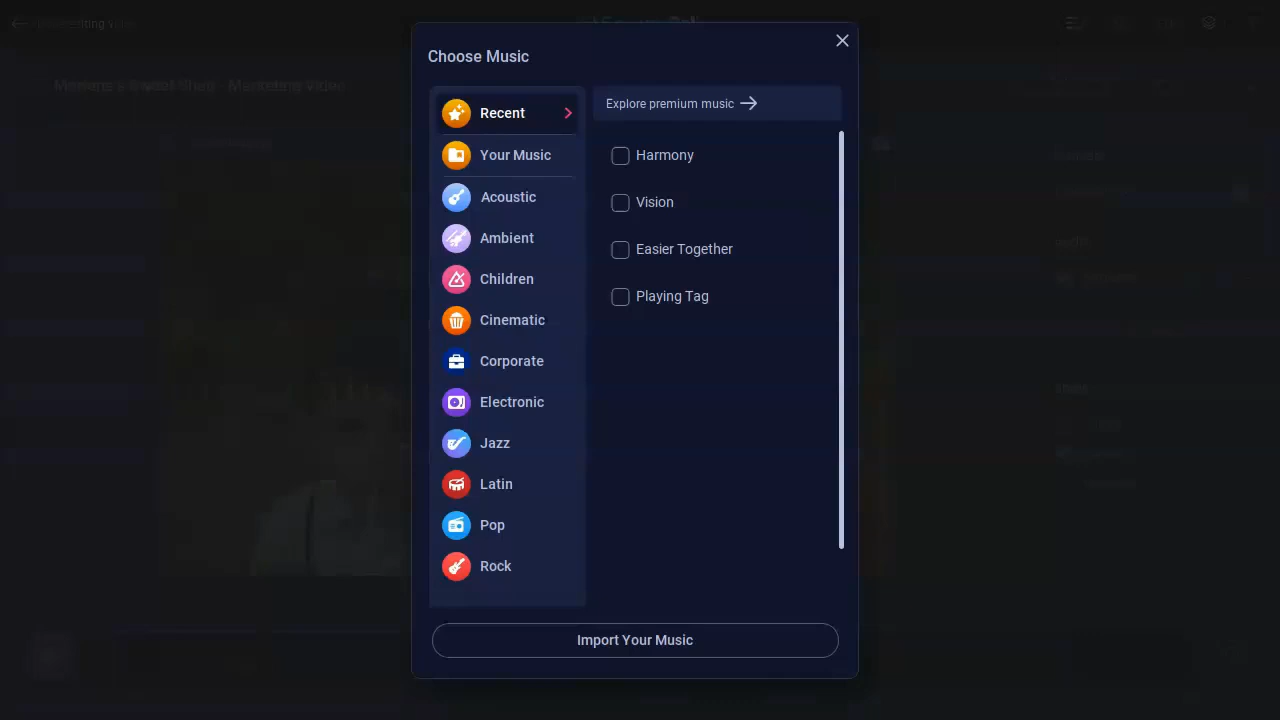 Choose Music
Recent
Your Music
Acoustic
Ambient
Children
Cinematic
Corporate
Electronic
Jazz
Latin
Pop
Rock
Explore premium music
Harmony
Vision
Easier Together
Playing Tag
Import Your Music